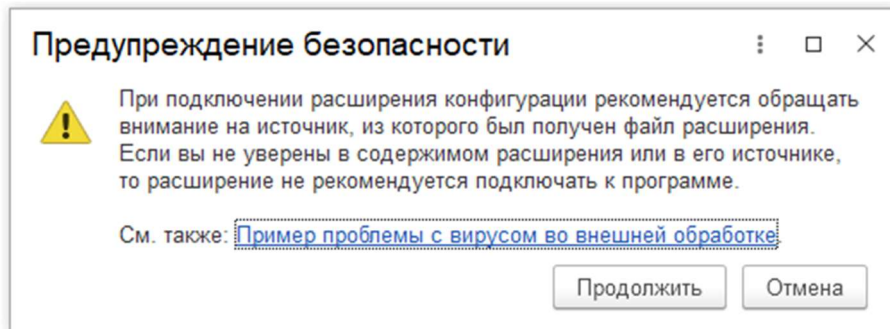 Предупреждение безопасности
При подключении расширения конфигурации рекомендуется обращать
внимание на источник, из которого был получен файл расширения.
Если вы не уверены в содержимом расширения или в его источнике,
то расширение не рекомендуется подключать к программе.
См. также: Пример проблемы с вирусом во внешней обработке.
Продолжить Отмена